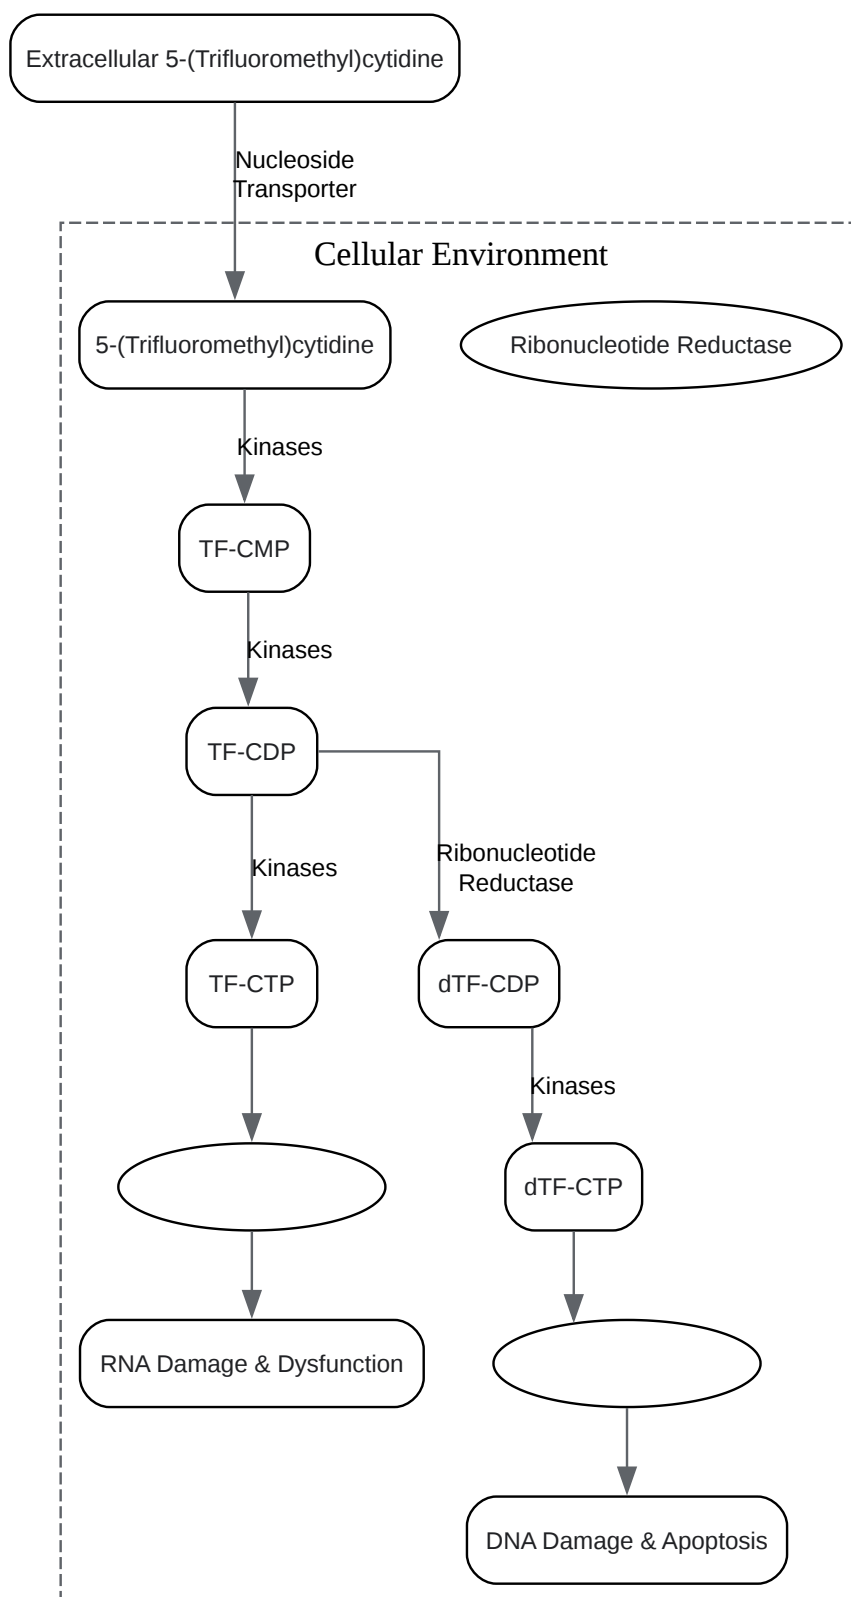 Extracellular 5-(Trifluoromethyl)cytidine
Nucleoside
Transporter
Cellular Environment
5-(Trifluoromethyl)cytidine
Ribonucleotide Reductase
Kinases
TF-CMP
Kinases
TF-CDP
Kinases
Ribonucleotide
Reductase
TF-CTP
dTF-CDP
Kinases
dTF-CTP
RNA Damage & Dysfunction
DNA Damage & Apoptosis